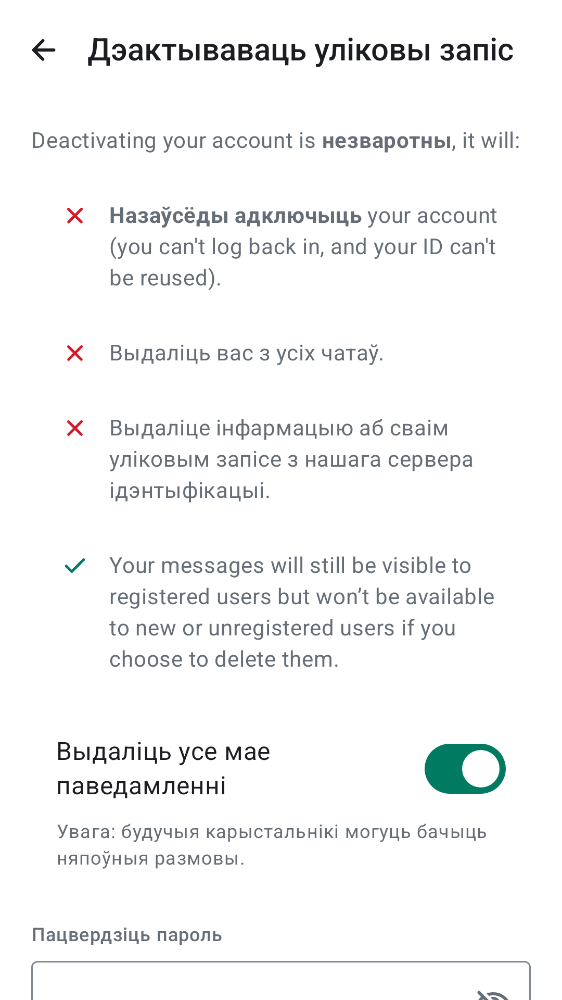 Дэактываваць уліковы запіс
Deactivating your account is незваротны, it will:
Назаўсёды адключыць your account
(you can't log back in, and your ID can't
be reused).
Выдаліць вас з усіх чатаў.
Выдаліце інфармацыю аб сваім
уліковым запісе з нашага сервера
ідэнтыфікацыі.
Your messages will still be visible to
registered users but won’t be available
to new or unregistered users if you
choose to delete them.
Выдаліць усе мае
паведамленні
Увага: будучыя карыстальнікі могуць бачыць
няпоўныя размовы.
Пацвердзіць пароль